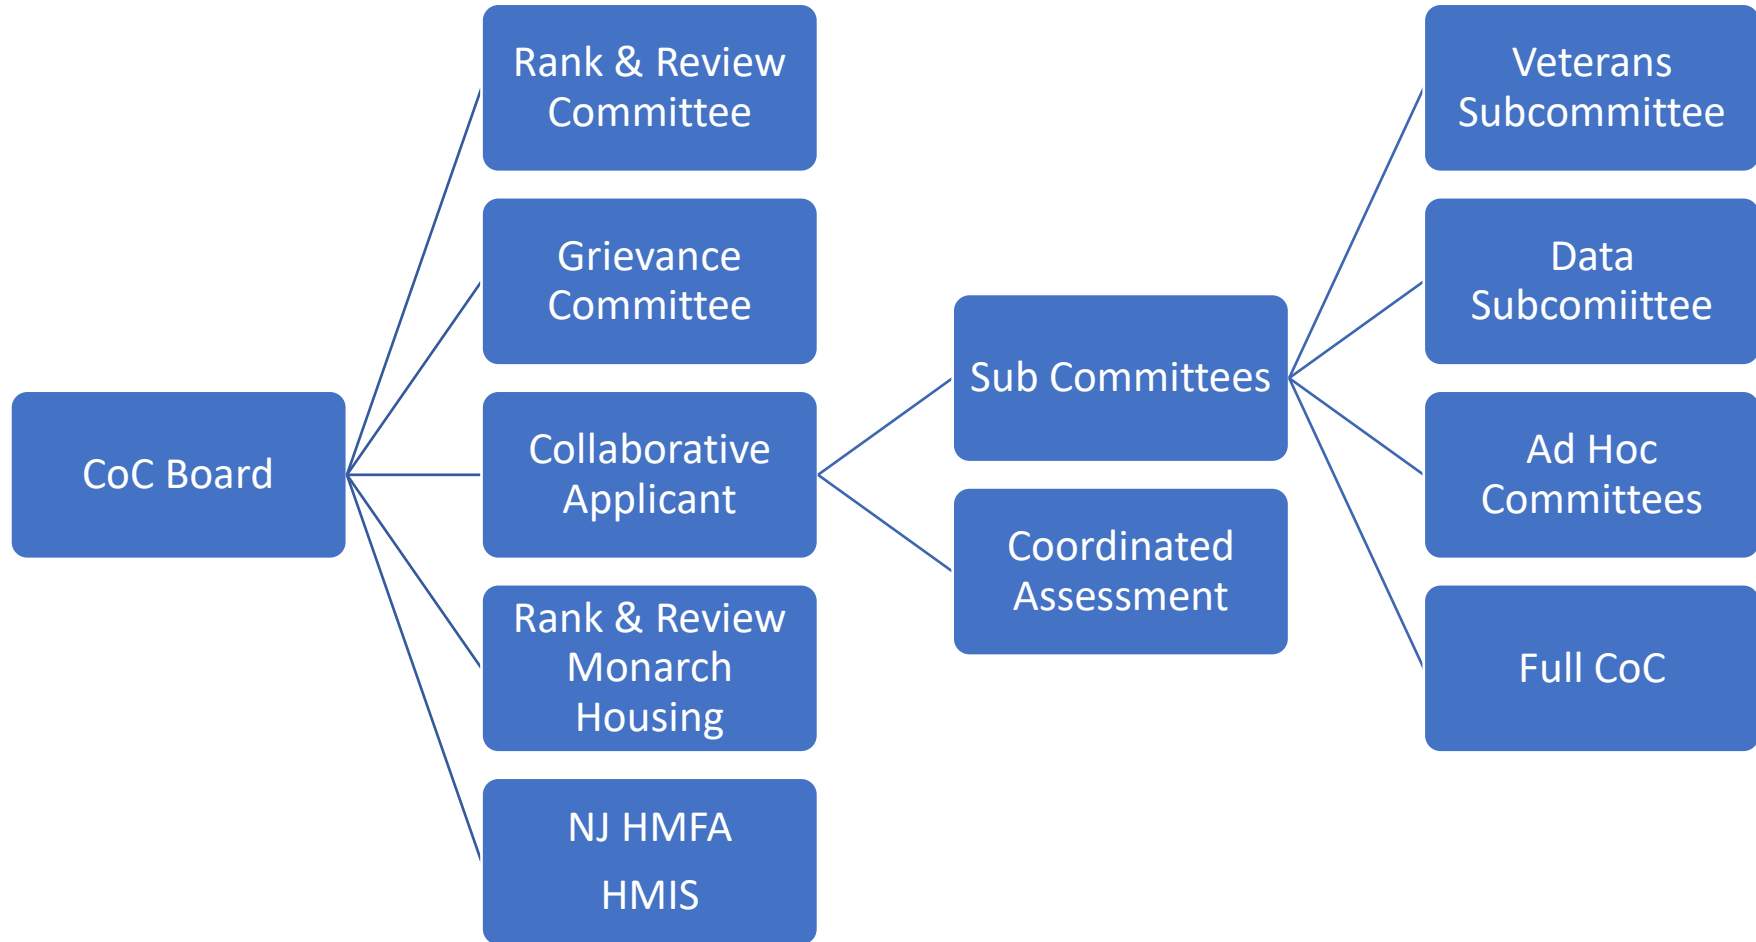 CoC Board
Rank & Review
Committee
Grievance
Committee
Collaborative
Applicant
Rank & Review
Monarch
Housing
NJ HMFA
HMIS
Sub Committees
Coordinated
Assessment
Veterans
Subcommittee
Data
Subcomiittee
Ad Hoc
Committees
Full CoC